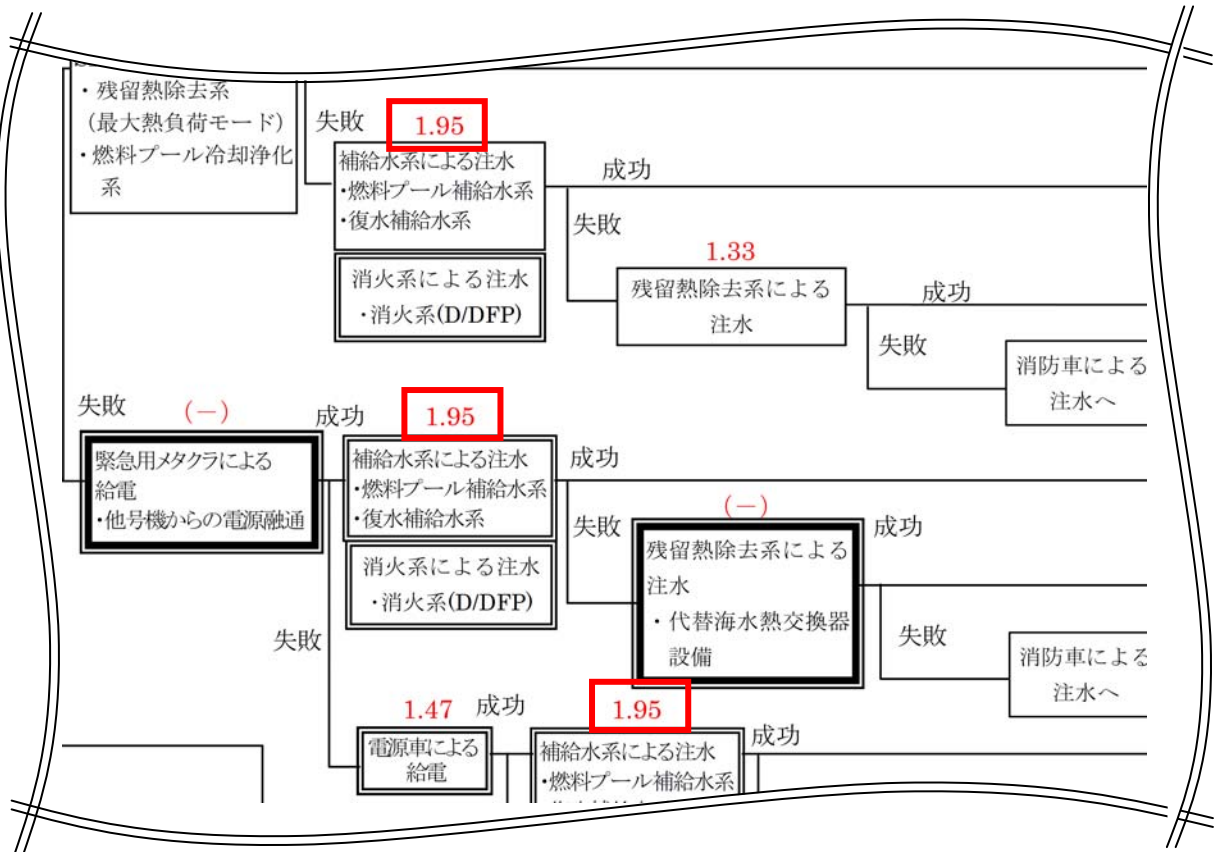 ・残留熱除去系
(最大熱負荷モード)
・燃料プール冷却浄化
系
失敗
1.95
補給水系による注水
・燃料プール補給水系
・復水補給水系
消火系による注水
・消火系(D/DFP)
成功
失敗
1.33
残留熱除去系による
注水
成功
失敗
消防車による
注水へ
失敗
(－)
緊急用メタクラによる
給電
・他号機からの電源融通
成功
1.95
補給水系による注水
・燃料プール補給水系
・復水補給水系
消火系による注水
・消火系(D/DFP)
成功
失敗
(－)
残留熱除去系による
注水
・代替海水熱交換器
設備
成功
失敗
消防車による
注水へ
失敗
1.47
電源車による
給電
成功
1.95
補給水系による注水
・燃料プール補給水系
成功